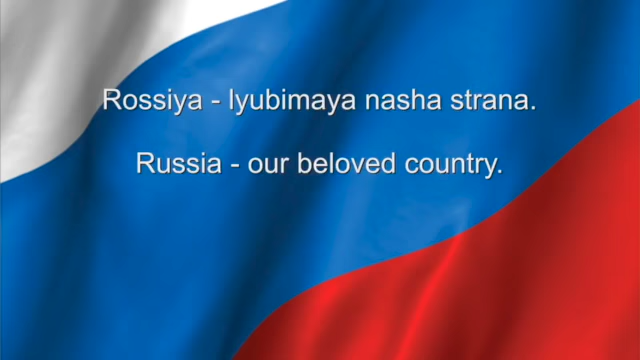 Rossiya - lyubimaya nasha strana.
Russia - our beloved country.